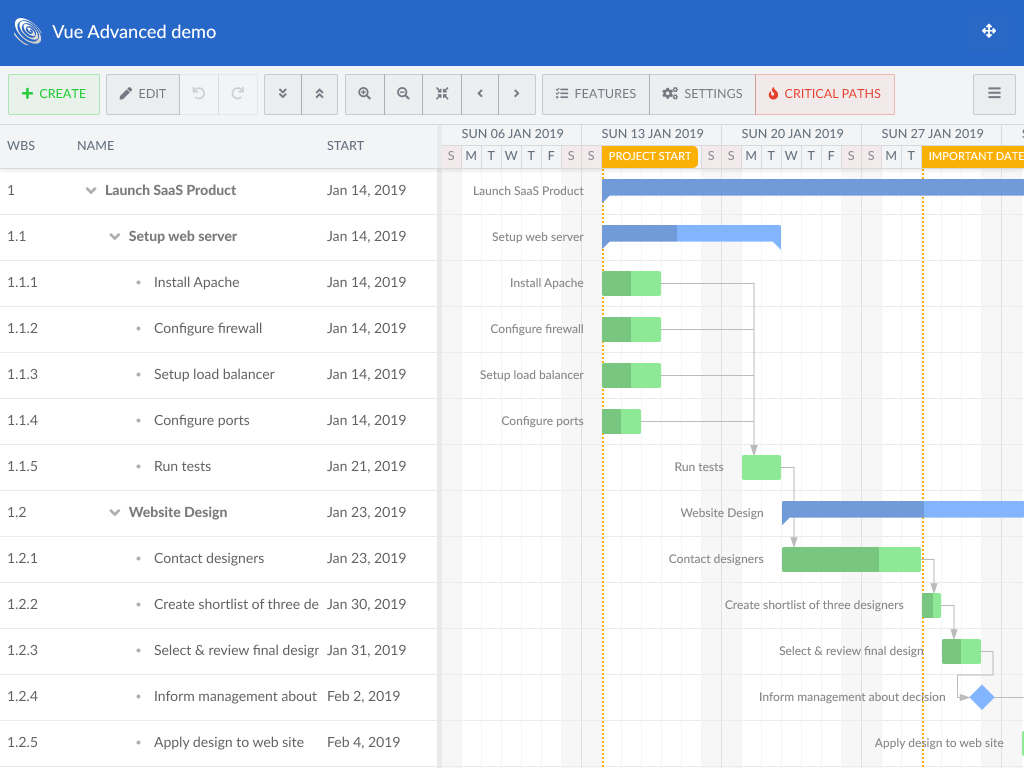 Vue Advanced demo
CREATE EDIT FEATURES SETTINGS CRITICAL PATHS
WBS NAME START
SUN 06 JAN 2019 SUN 13 JAN 2019 SUN 20 JAN 2019 SUN 27 JAN 2019 S
S M T W T F S S PROJECT START S S M T W T F S S M T IMPORTANT DATE
1 Launch SaaS Product Jan 14, 2019 Launch SaaS Product
1.1 Setup web server Jan 14, 2019 Setup web server
1.1.1 Install Apache Jan 14, 2019 Install Apache
1.1.2 Configure firewall Jan 14, 2019 Configure firewall
1.1.3 Setup load balancer Jan 14, 2019 Setup load balancer
1.1.4 Configure ports Jan 14, 2019 Configure ports
1.1.5 Run tests Jan 21, 2019 Run tests
1.2 Website Design Jan 23, 2019 Website Design
1.2.1 Contact designers Jan 23, 2019 Contact designers
1.2.2 Create shortlist of three de Jan 30, 2019 Create shortlist of three designers
1.2.3 Select & review final desigr Jan 31, 2019 Select & review final design
1.2.4 Inform management about Feb 2, 2019 Inform management about decision
1.2.5 Apply design to web site Feb 4, 2019 Apply design to web site